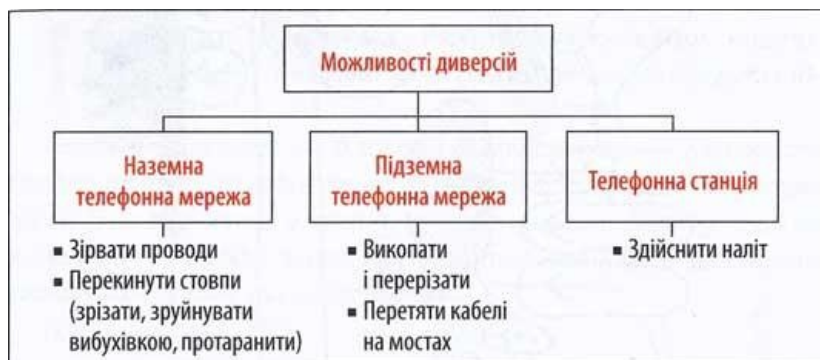 Можливості диверсій
Наземна
телефонна мережа
Підземна
телефонна мережа
Телефонна станція
▪ Зірвати проводи
▪ Перекинути стовпи
(зрізати, зруйнувати
вибухівкою, протаранити)
▪ Викопати
і перерізати
▪ Перетяти кабелі
на мостах
▪ Здійснити наліт